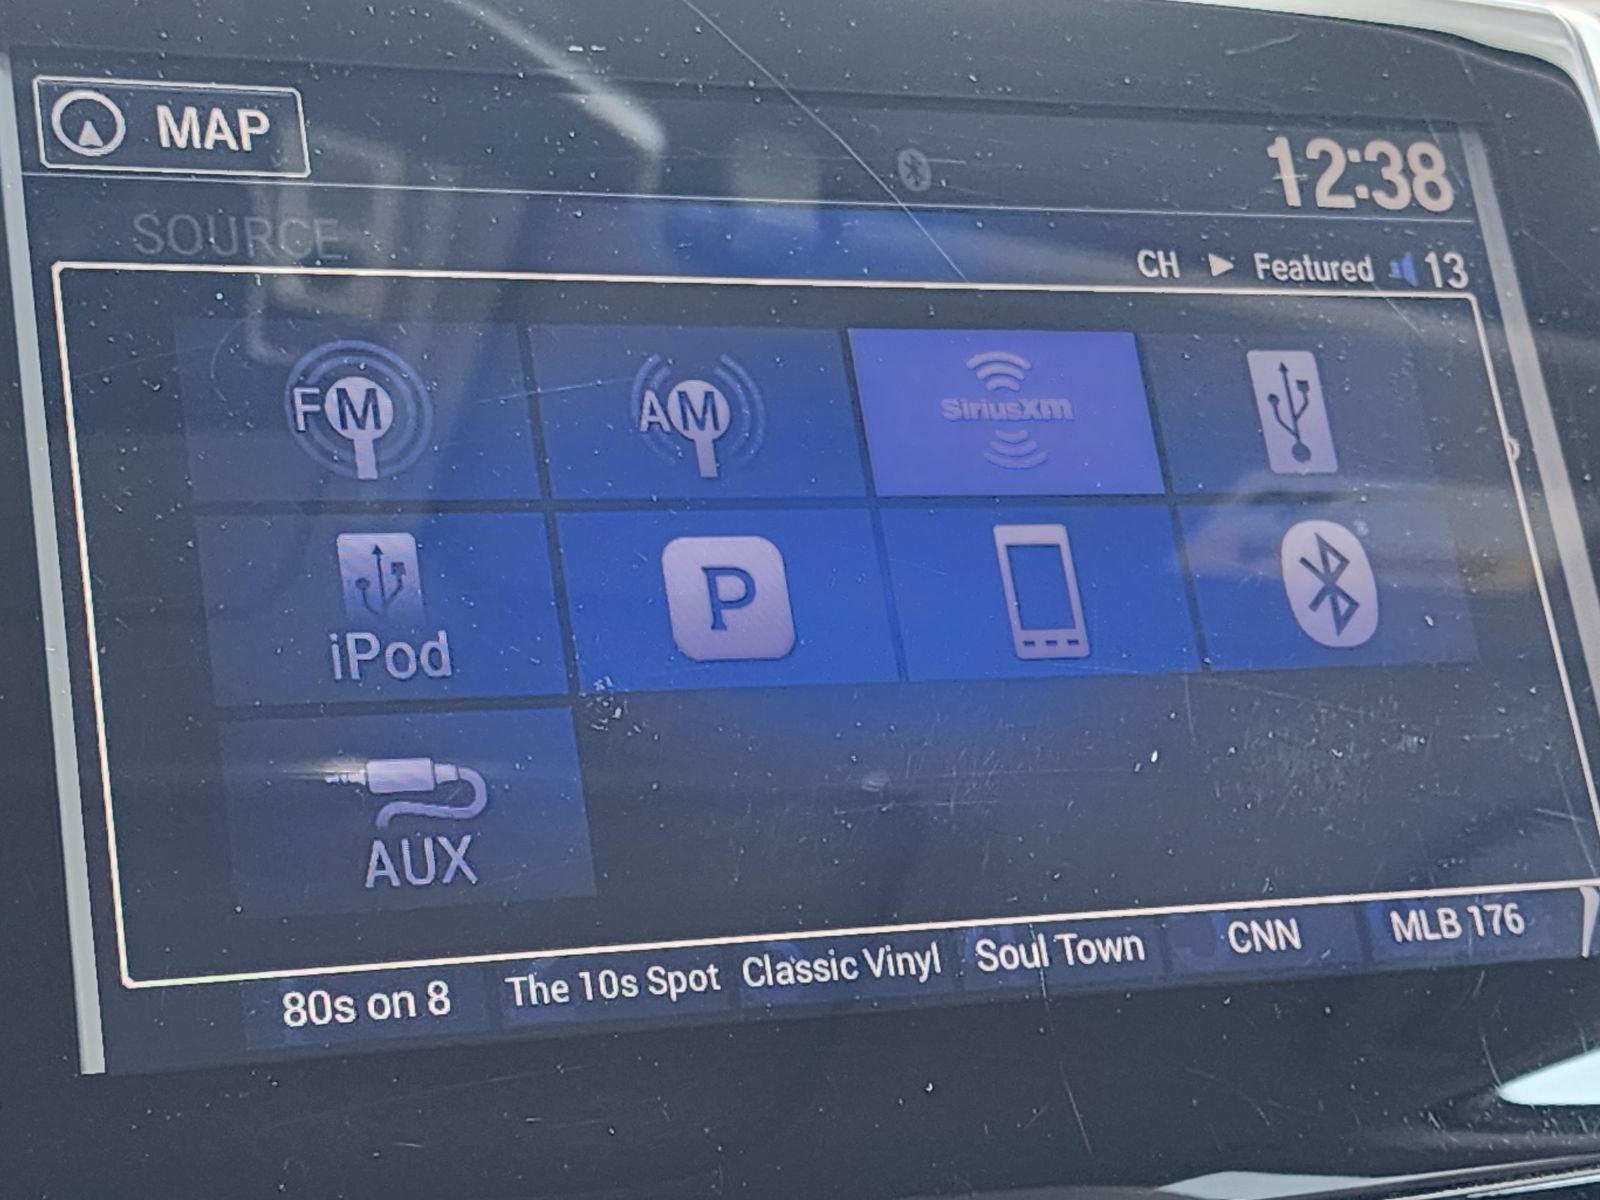 MAP
12:38
SOURCE
CH ▶ Featured 13
FM
AM
SiriusXM
iPod
P
AUX
80s on 8
The 10s Spot
Classic Vinyl
Soul Town
CNN
MLB 176